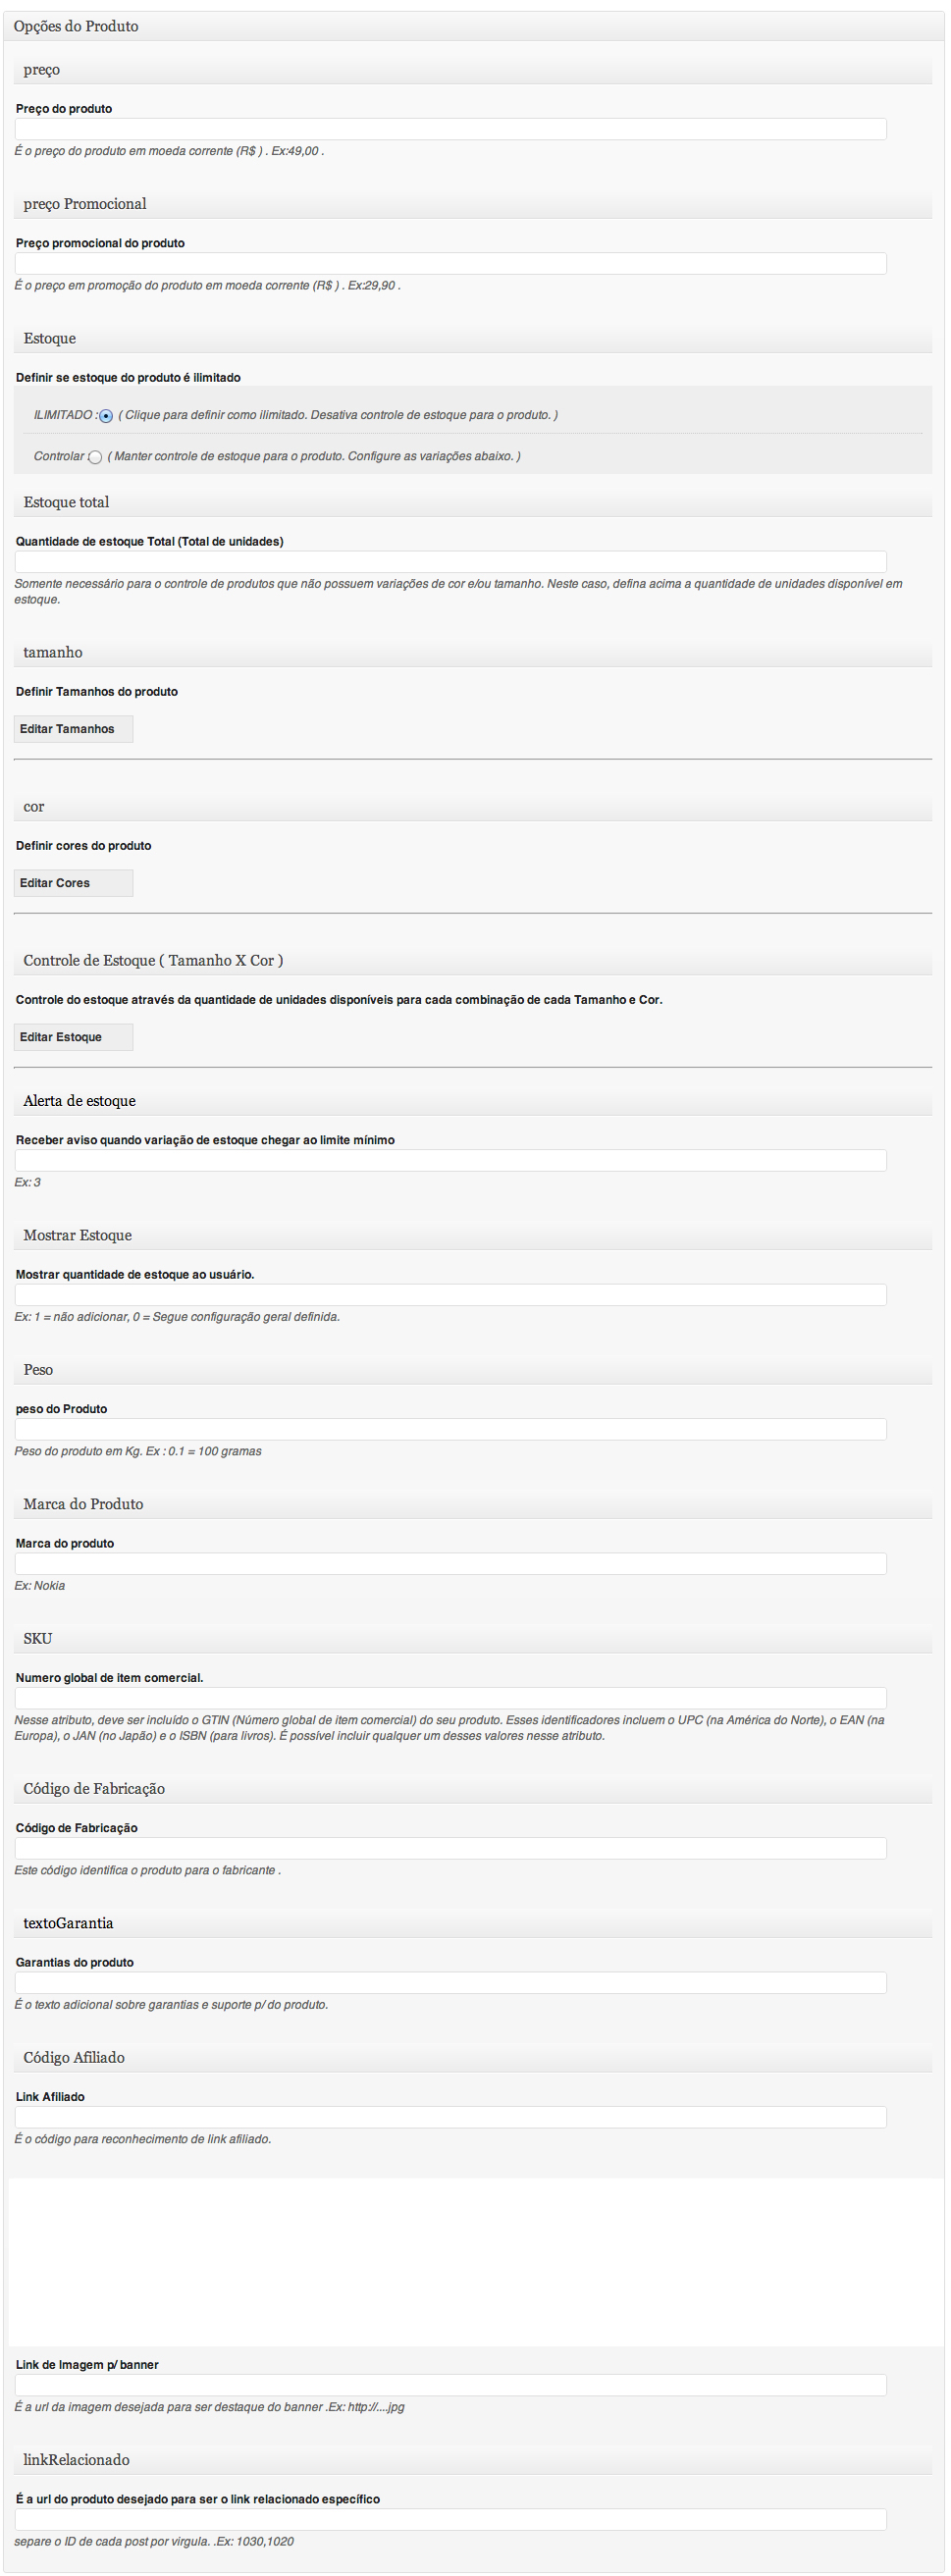 Opções do Produto
preço
Preço do produto
É o preço do produto em moeda corrente (R$ ) . Ex:49,00 .
preço Promocional
Preço promocional do produto
É o preço em promoção do produto em moeda corrente (R$ ) . Ex:29,90 .
Estoque
Definir se estoque do produto é ilimitado
ILIMITADO : ( Clique para definir como ilimitado. Desativa controle de estoque para o produto. )
Controlar : ( Manter controle de estoque para o produto. Configure as variações abaixo. )
Estoque total
Quantidade de estoque Total (Total de unidades)
Somente necessário para o controle de produtos que não possuem variações de cor e/ou tamanho. Neste caso, defina acima a quantidade de unidades disponível em
estoque.
tamanho
Definir Tamanhos do produto
Editar Tamanhos
cor
Definir cores do produto
Editar Cores
Controle de Estoque ( Tamanho X Cor )
Controle do estoque através da quantidade de unidades disponíveis para cada combinação de cada Tamanho e Cor.
Editar Estoque
Alerta de estoque
Receber aviso quando variação de estoque chegar ao limite mínimo
Ex: 3
Mostrar Estoque
Mostrar quantidade de estoque ao usuário.
Ex: 1 = não adicionar, 0 = Segue configuração geral definida.
Peso
peso do Produto
Peso do produto em Kg. Ex : 0.1 = 100 gramas
Marca do Produto
Marca do produto
Ex: Nokia
SKU
Numero global de item comercial.
Nesse atributo, deve ser incluído o GTIN (Número global de item comercial) do seu produto. Esses identificadores incluem o UPC (na América do Norte), o EAN (na
Europa), o JAN (no Japão) e o ISBN (para livros). É possível incluir qualquer um desses valores nesse atributo.
Código de Fabricação
Código de Fabricação
Este código identifica o produto para o fabricante .
textoGarantia
Garantias do produto
É o texto adicional sobre garantias e suporte p/ do produto.
Código Afiliado
Link Afiliado
É o código para reconhecimento de link afiliado.
Link de Imagem p/ banner
É a url da imagem desejada para ser destaque do banner .Ex: http://....jpg
linkRelacionado
É a url do produto desejado para ser o link relacionado específico
separe o ID de cada post por virgula. .Ex: 1030,1020